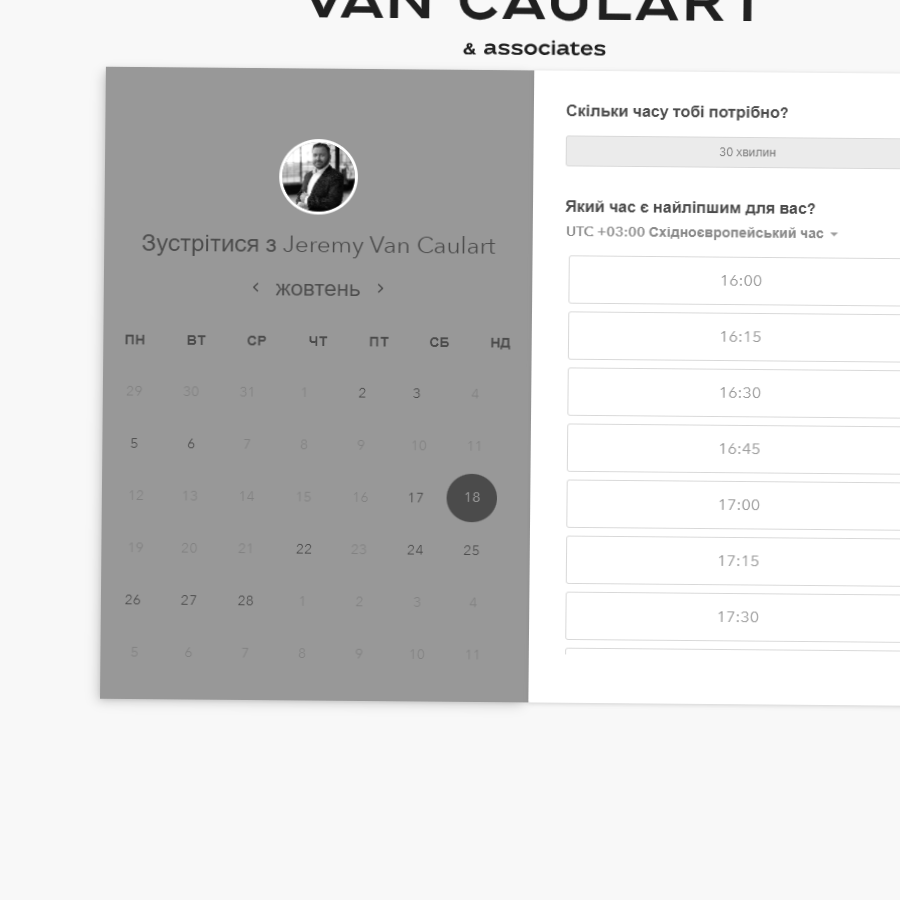 VAN CAULART
& associates
Зустрітися з Jeremy Van Caulart
жовтень
ПН ВТ СР ЧТ ПТ СБ НД
29 30 31 1 2 3 4
5 6 7 8 9 10 11
12 13 14 15 16 17 18
19 20 21 22 23 24 25
26 27 28 1 2 3 4
5 6 7 8 9 10 11
Скільки часу тобі потрібно?
30 хвилин
Який час є найліпшим для вас?
UTC +03:00 Східноєвропейський час
16:00
16:15
16:30
16:45
17:00
17:15
17:30